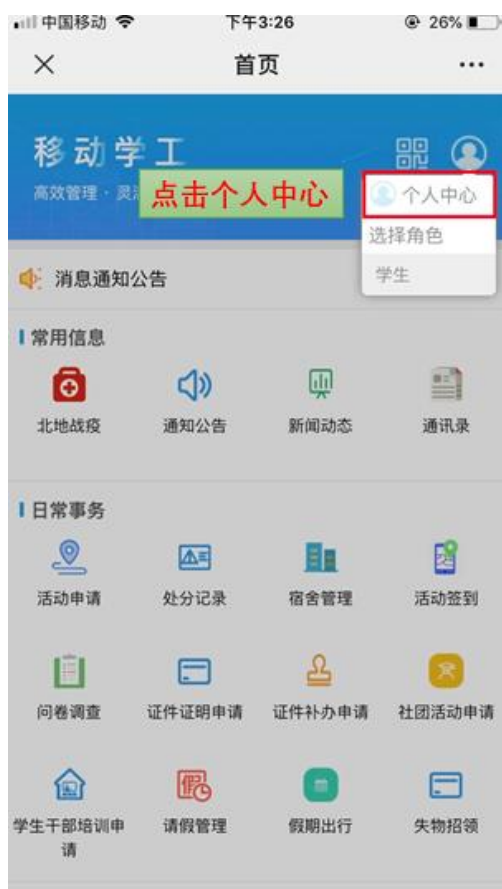 中国移动 下午3:26 26%
首页
移动学工
高效管理 · 灵
点击个人中心
个人中心
选择角色
学生
消息通知公告
常用信息
北地战疫 通知公告 新闻动态 通讯录
日常事务
活动申请 处分记录 宿舍管理 活动签到
问卷调查 证件证明申请 证件补办申请 社团活动申请
学生干部培训申
请
请假管理 假期出行 失物招领
假